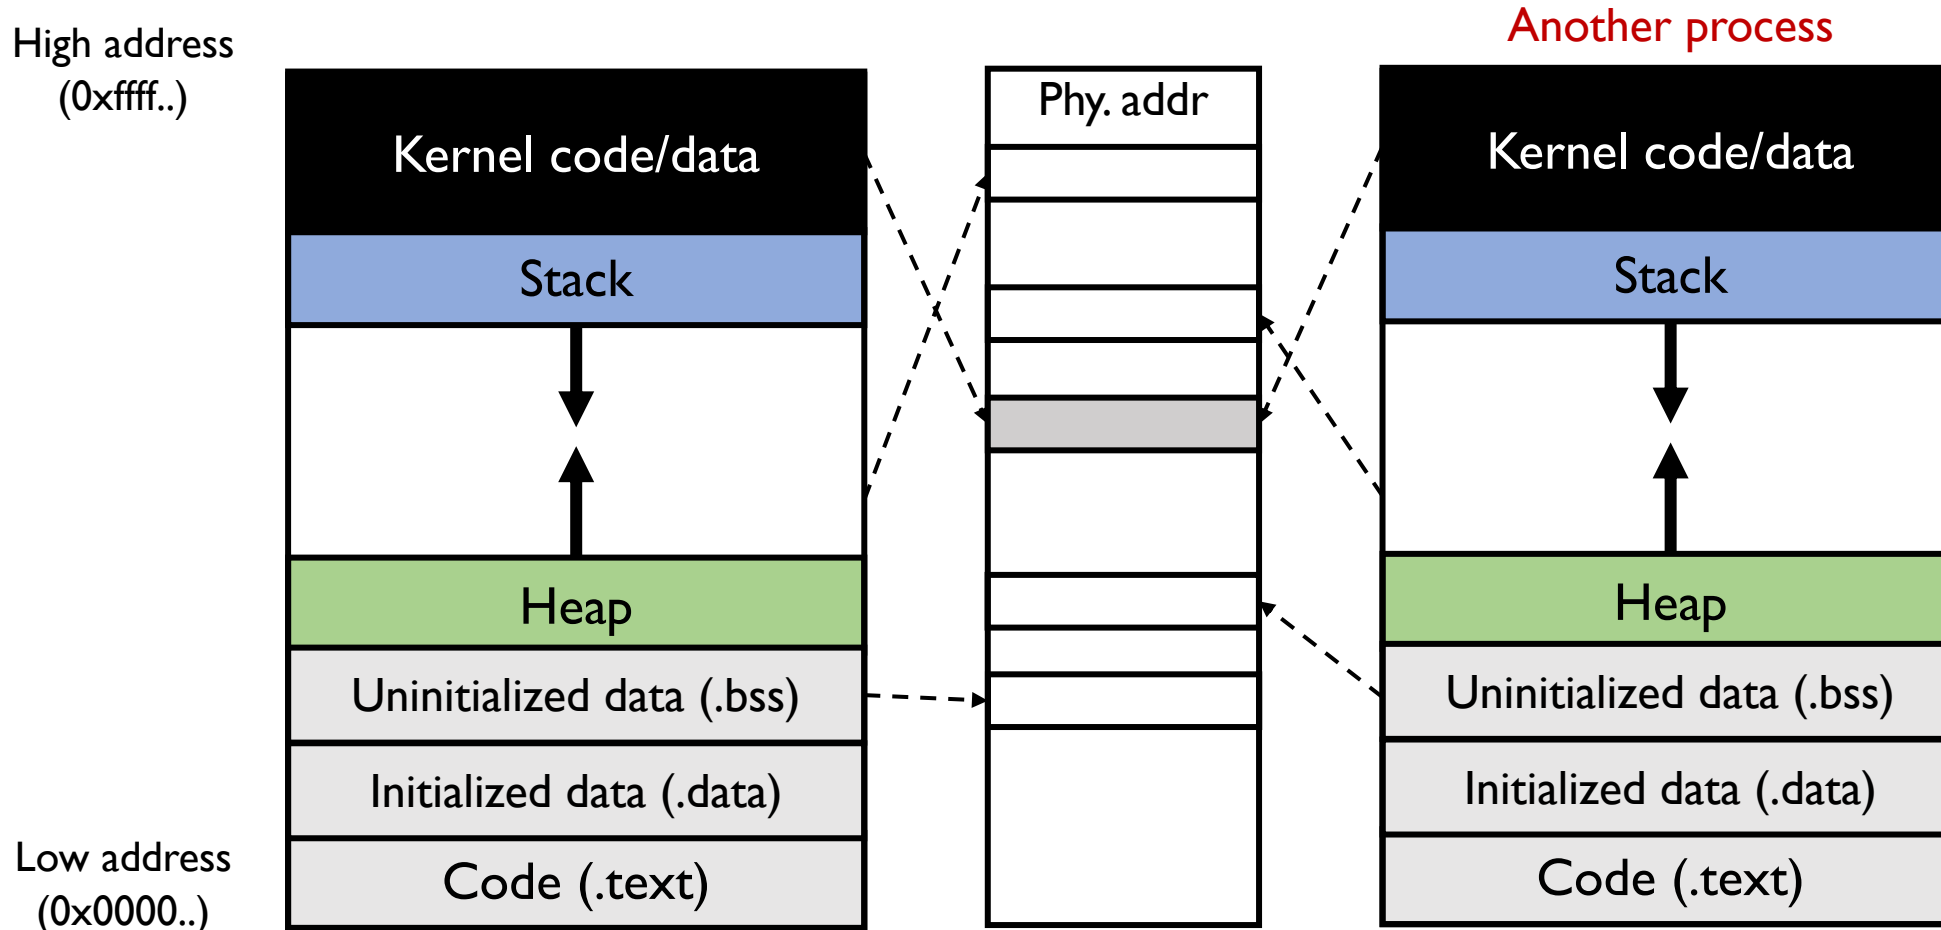 High address
(0xffff..)
Kernel code/data
Stack
Heap
Uninitialized data (.bss)
Initialized data (.data)
Code (.text)
Low address
(0x0000..)
Phy. addr
Another process
Kernel code/data
Stack
Heap
Uninitialized data (.bss)
Initialized data (.data)
Code (.text)